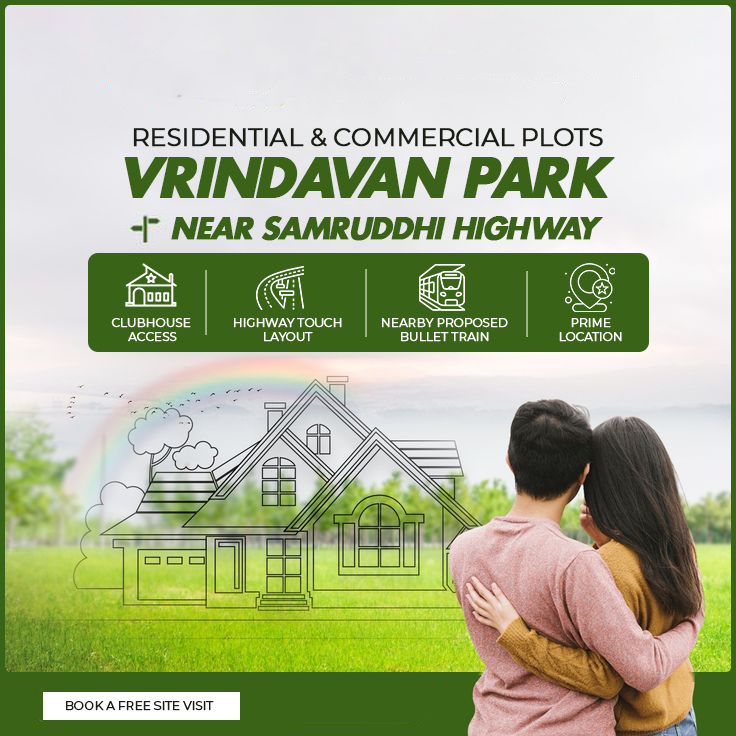 RESIDENTIAL & COMMERCIAL PLOTS
VRINDAVAN PARK
NEAR SAMRUDDHI HIGHWAY
CLUBHOUSE
ACCESS
HIGHWAY TOUCH
LAYOUT
NEARBY PROPOSED
BULLET TRAIN
PRIME
LOCATION
BOOK A FREE SITE VISIT